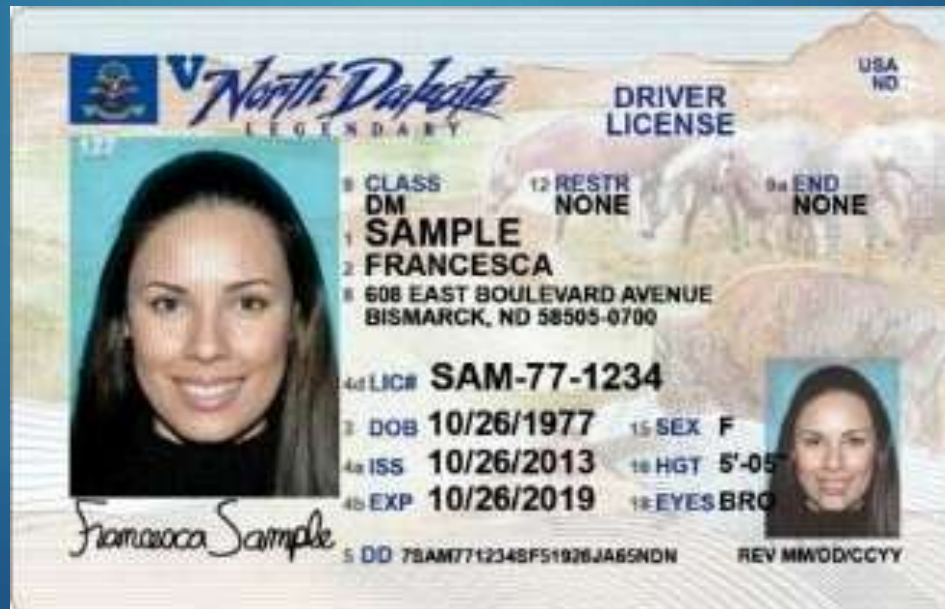 North Dakota
LEGENDARY
DRIVER
LICENSE
USA
ND
9 CLASS
DM
12 RESTR
NONE
9a END
NONE
1 SAMPLE
2 FRANCESCA
8 608 EAST BOULEVARD AVENUE
BISMARCK, ND 58505-0700
4d LIC# SAM-77-1234
3 DOB 10/26/1977 15 SEX F
4a ISS 10/26/2013 16 HGT 5'-05"
4b EXP 10/26/2019 18 EYES BRO
Francesca Sample
5 DD REV MM/DD/CCYY